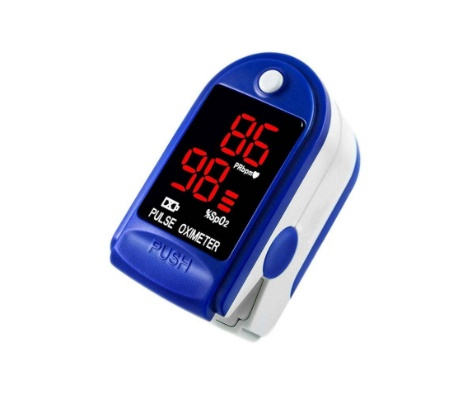 86
PRbpm
98
%SpO2
PULSE OXIMETER
PUSH